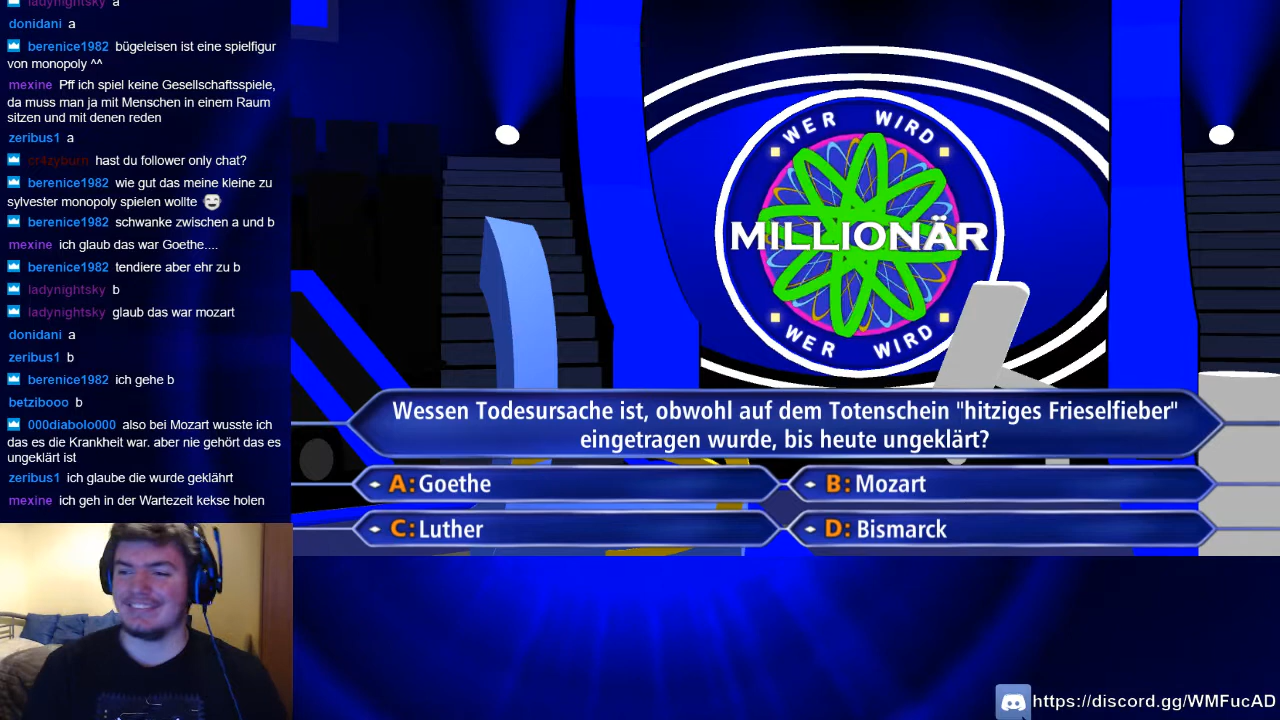 ladynightsky a
donidani a
berenice1982 bügeleisen ist eine spielfigur
von monopoly ^^
mexine Pff ich spiel keine Gesellschaftsspiele,
da muss man ja mit Menschen in einem Raum
sitzen und mit denen reden
zeribus1 a
cr4zyburn hast du follower only chat?
berenice1982 wie gut das meine kleine zu
sylvester monopoly spielen wollte
berenice1982 schwanke zwischen a und b
mexine ich glaub das war Goethe....
berenice1982 tendiere aber ehr zu b
ladynightsky b
ladynightsky glaub das war mozart
donidani a
zeribus1 b
berenice1982 ich gehe b
betzibooo b
000diabolo000 also bei Mozart wusste ich
das es die Krankheit war. aber nie gehört das es
ungeklärt ist
zeribus1 ich glaube die wurde geklährt
mexine ich geh in der Wartezeit kekse holen
WER WIRD
MILLIONÄR
WER WIRD
Wessen Todesursache ist, obwohl auf dem Totenschein "hitziges Frieselfieber"
eingetragen wurde, bis heute ungeklärt?
A: Goethe
B: Mozart
C: Luther
D: Bismarck
https://discord.gg/WMFucAD